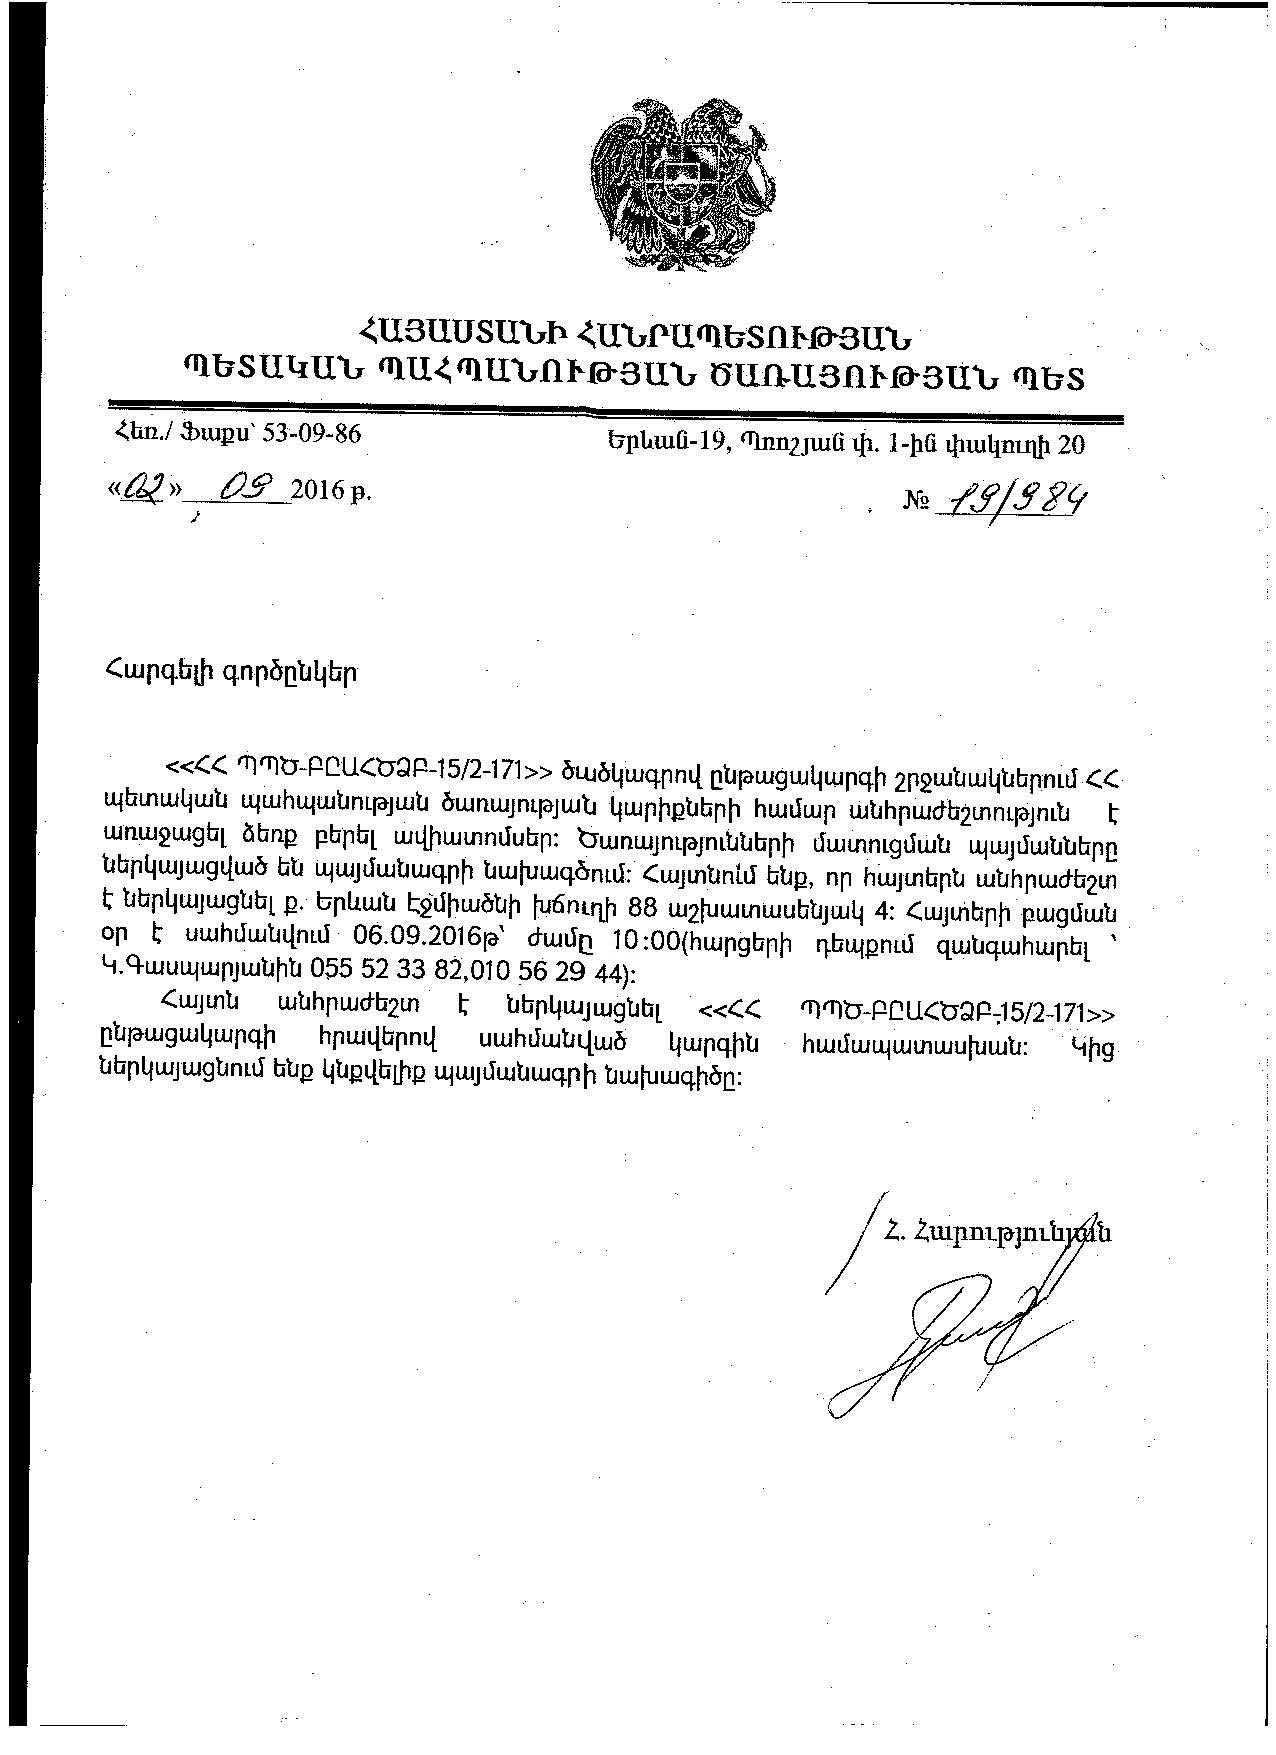 ՀԱՅԱՍՏԱՆԻ ՀԱՆՐԱՊԵՏՈՒԹՅԱՆ
ՊԵՏԱԿԱՆ ՊԱՀՊԱՆՈՒԹՅԱՆ ԾԱՌԱՅՈՒԹՅԱՆ ՊԵՏ
Հեռ./ Ֆաքս՝ 53-09-86
Երևան-19, Պռոշյան փ. 1-ին փակուղի 20
«02» 09 2016 թ.
№ 19/984
Հարգելի գործընկեր
<<ՀՀ ՊՊԾ-ԲԸԱՀԾՁԲ-15/2-171>> ծածկագրով ընթացակարգի շրջանակներում ՀՀ
պետական պահպանության ծառայության կարիքների համար անհրաժեշտություն է
առաջացել ձեռք բերել ավիատոմսեր: Ծառայությունների մատուցման պայմանները
ներկայացված են պայմանագրի նախագծում: Հայտնում ենք, որ հայտերն անհրաժեշտ
է ներկայացնել ք. Երևան Էջմիածնի խճուղի 88 աշխատասենյակ 4: Հայտերի բացման
օր է սահմանվում 06.09.2016թ՝ ժամը 10:00(հարցերի դեպքում զանգահարել ՝
Կ.Գասպարյանին 055 52 33 82,010 56 29 44):
Հայտն անհրաժեշտ է ներկայացնել <<ՀՀ ՊՊԾ-ԲԸԱՀԾՁԲ-15/2-171>>
ընթացակարգի հրավերով սահմանված կարգին համապատասխան: Կից
ներկայացնում ենք կնքվելիք պայմանագրի նախագիծը:
Հ. Հարությունյան